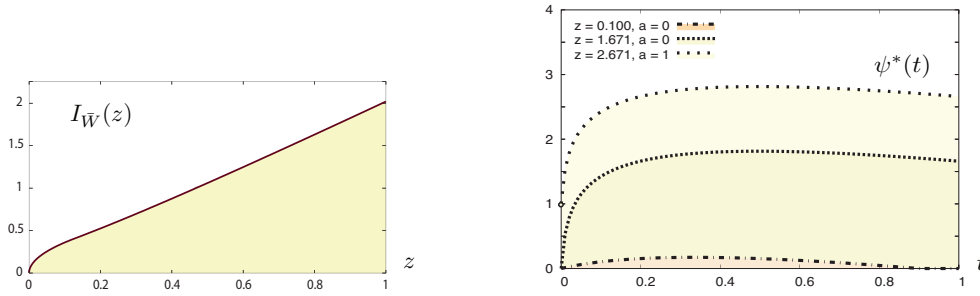 I_{\bar{W}}(z)
2
1.5
1
0.5
0
0 0.2 0.4 0.6 0.8 1
z
4
3
2
1
0
z = 0.100, a = 0
z = 1.671, a = 0
z = 2.671, a = 1
ψ*(t)
0 0.2 0.4 0.6 0.8 1